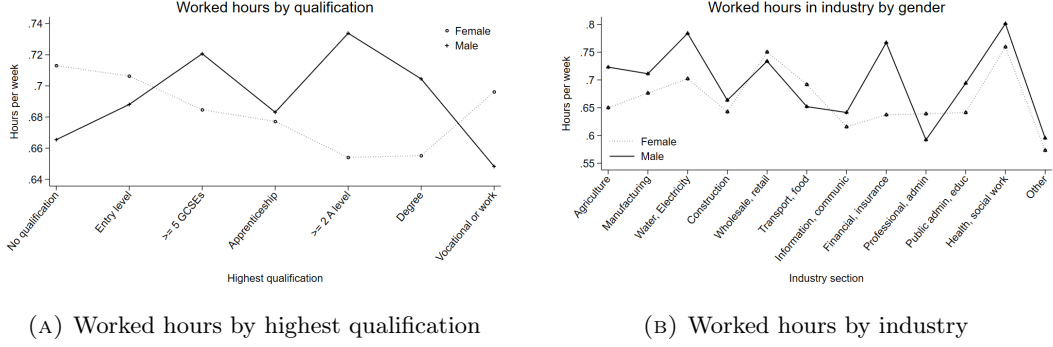 Worked hours by qualification
.74
.72
.7
.68
.66
.64
Hours per week
Female
Male
No qualification
Entry level
>= 5 GCSEs
Apprenticeship
>= 2 A level
Degree
Vocational or work
Highest qualification
(A) Worked hours by highest qualification
Worked hours in industry by gender
.8
.75
.7
.65
.6
.55
Hours per week
Female
Male
Agriculture
Manufacturing
Water, Electricity
Construction
Wholesale, retail
Transport, food
Information, communic
Financial, insurance
Professional, admin
Public admin, educ
Health, social work
Other
Industry section
(B) Worked hours by industry